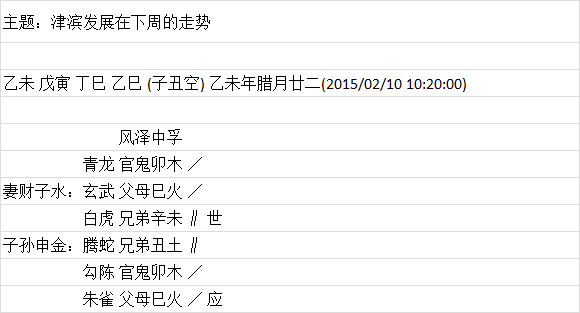 主题：津滨发展在下周的走势
乙未 戊寅 丁巳 乙巳 (子丑空) 乙未年腊月廿二(2015/02/10 10:20:00)
风泽中孚
青龙 官鬼卯木 ／
妻财子水：玄武 父母巳火 ／
白虎 兄弟辛未 ∥ 世
子孙申金：腾蛇 兄弟丑土 ∥
勾陈 官鬼卯木 ／
朱雀 父母巳火 ／ 应